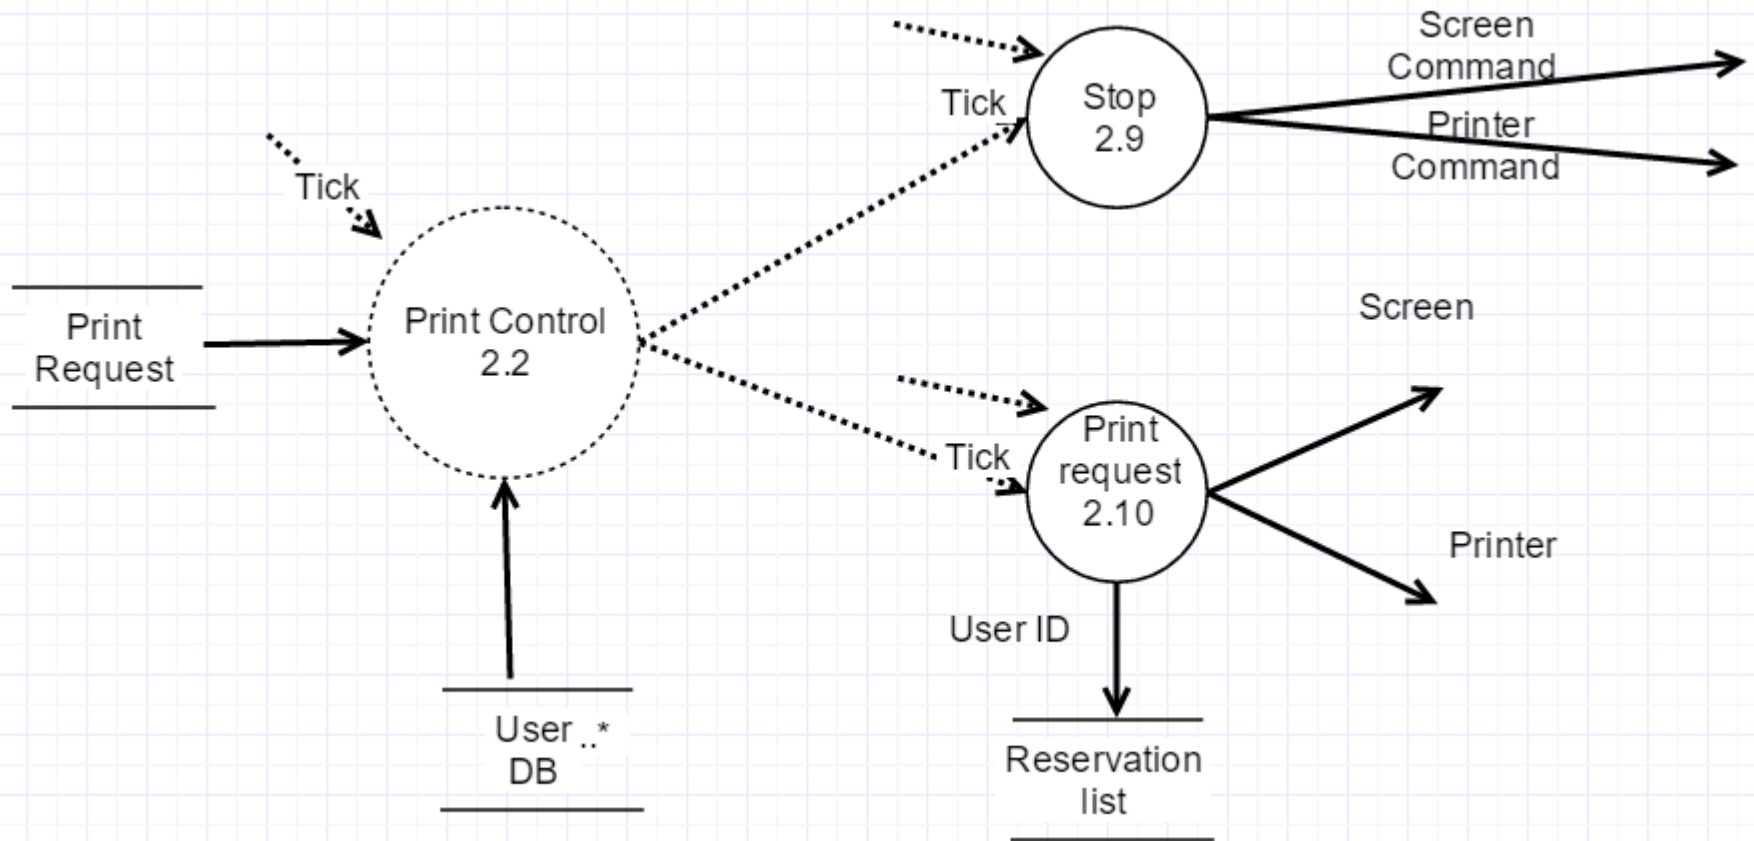 Screen
Command
Tick
Stop
2.9
Printer
Command
Tick
Print
Request
Print Control
2.2
Screen
Tick
Print
request
2.10
Printer
User ID
User ..*
DB
Reservation
list